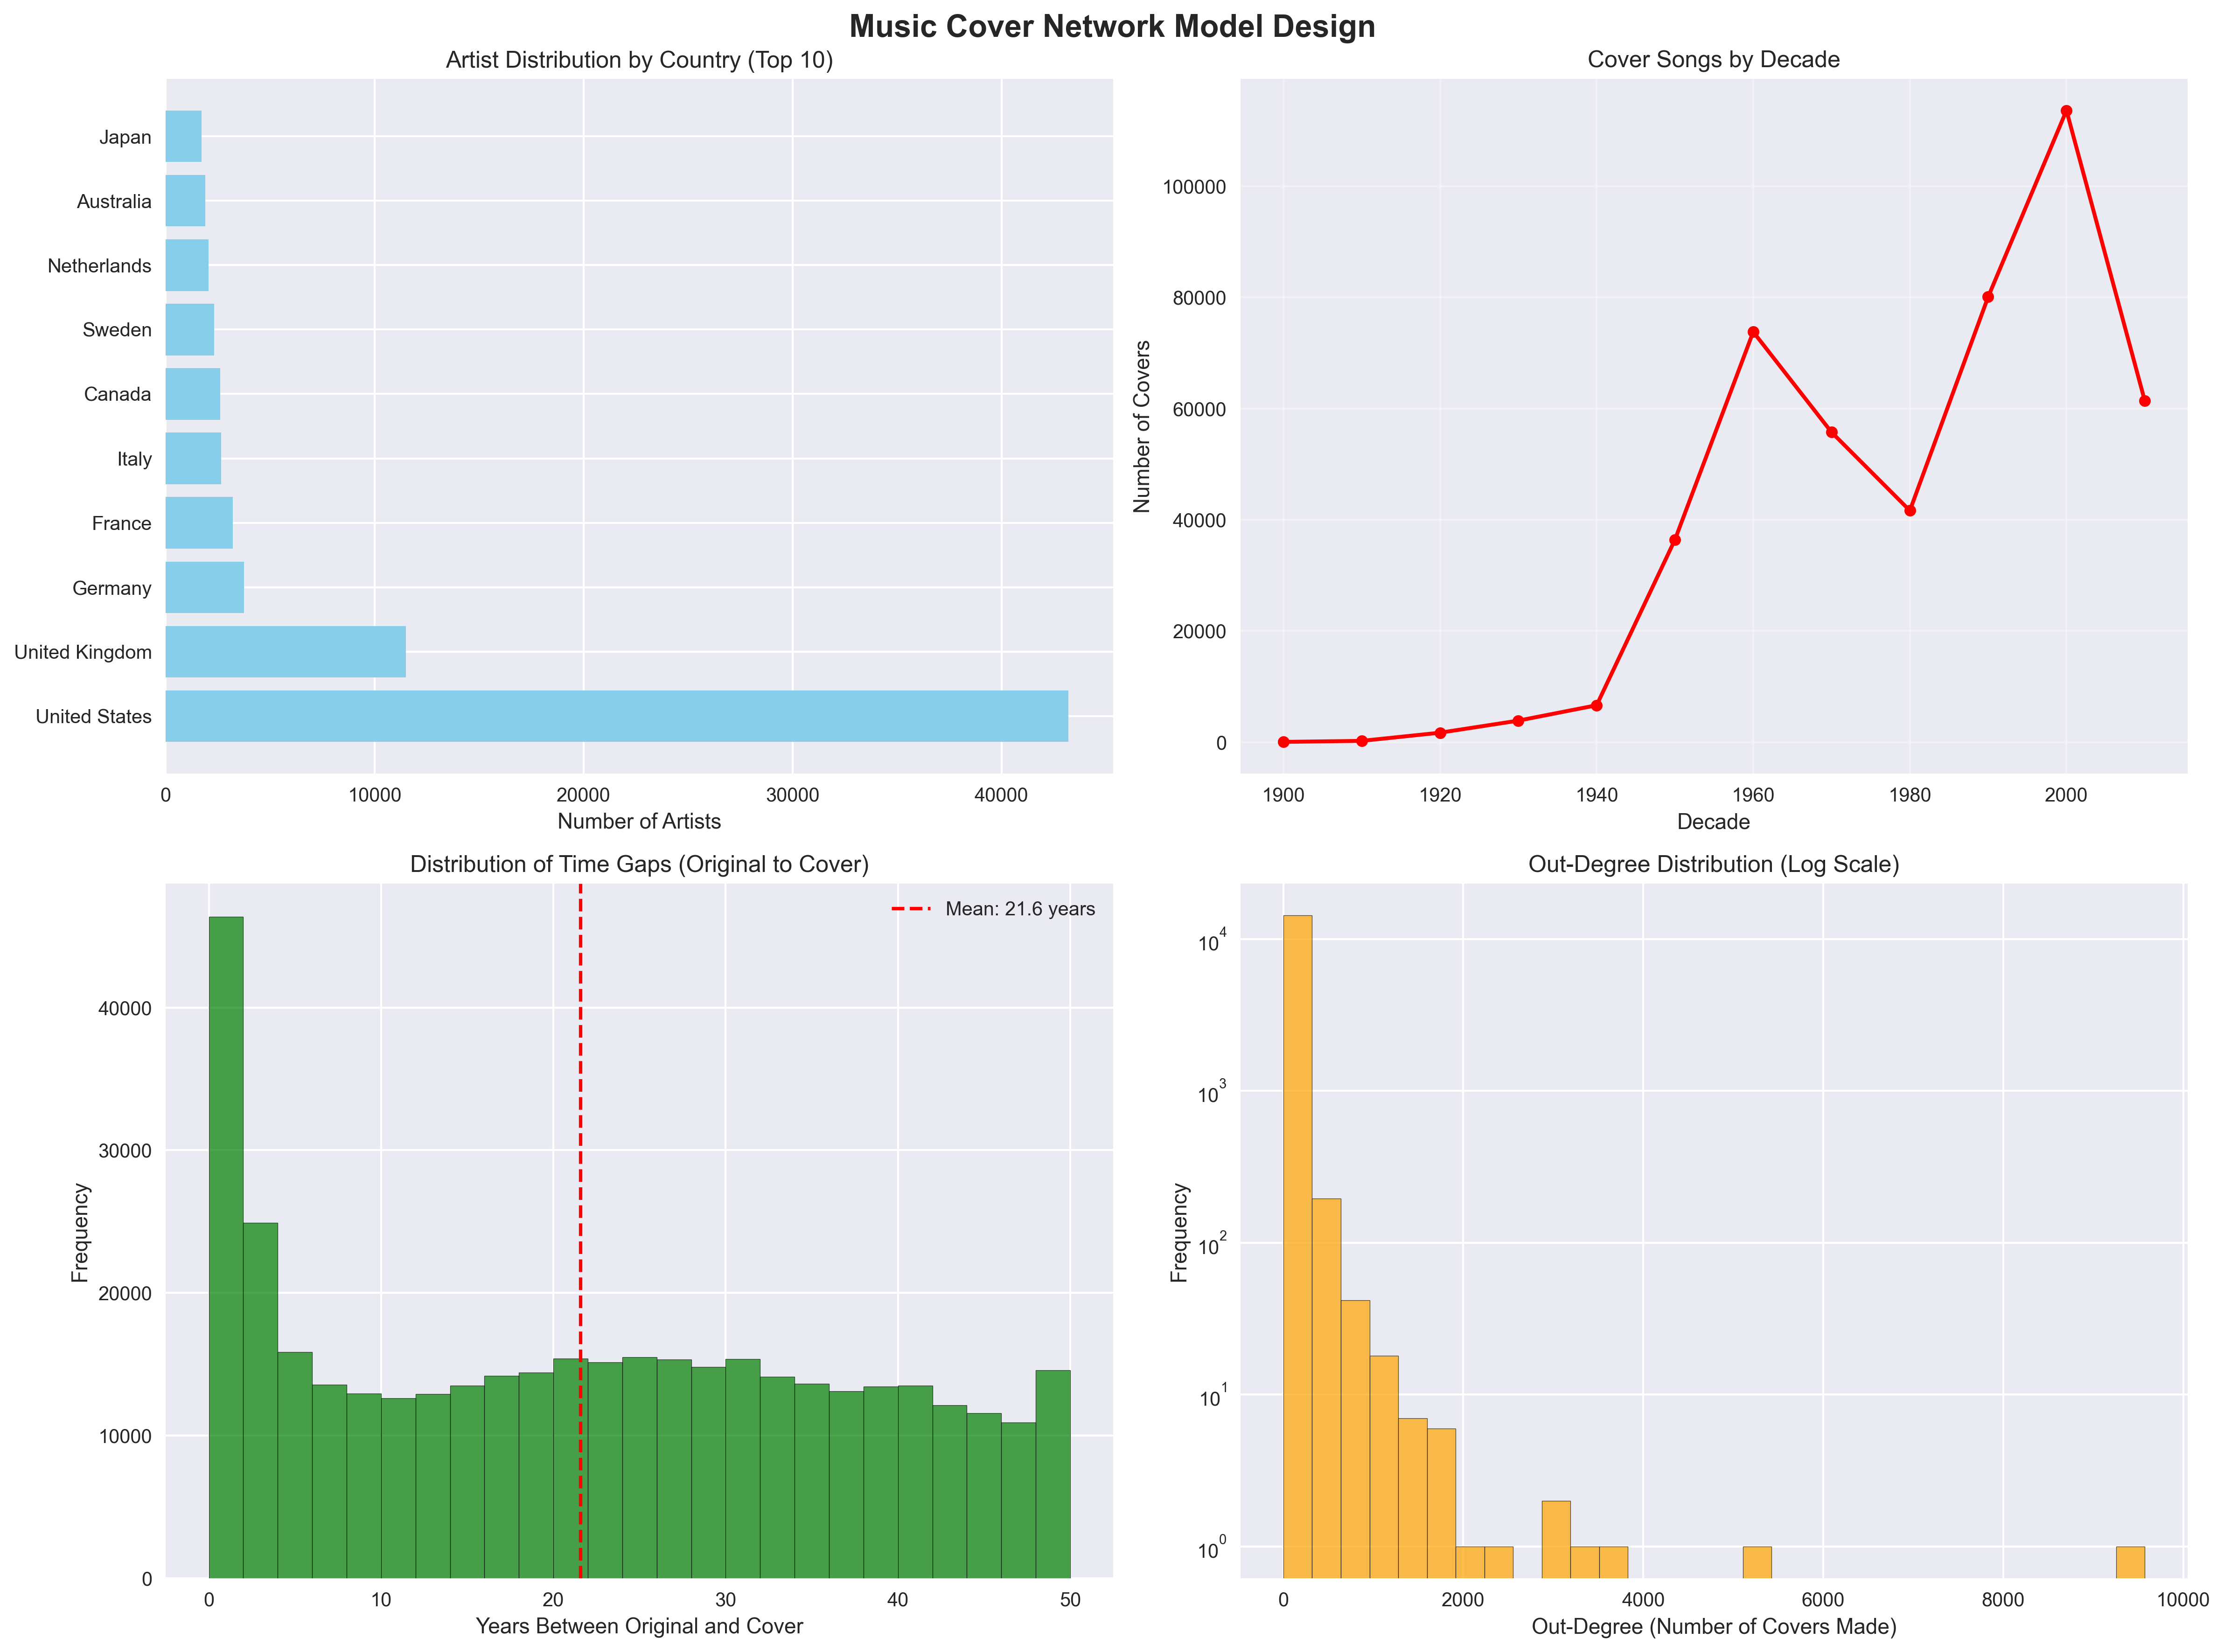 Music Cover Network Model Design
Artist Distribution by Country (Top 10)
Japan
Australia
Netherlands
Sweden
Canada
Italy
France
Germany
United Kingdom
United States
0 10000 20000 30000 40000
Number of Artists
Cover Songs by Decade
Number of Covers
100000
80000
60000
40000
20000
0
1900 1920 1940 1960 1980 2000
Decade
Distribution of Time Gaps (Original to Cover)
Mean: 21.6 years
Frequency
40000
30000
20000
10000
0
0 10 20 30 40 50
Years Between Original and Cover
Out-Degree Distribution (Log Scale)
Frequency
10^4
10^3
10^2
10^1
10^0
0 2000 4000 6000 8000 10000
Out-Degree (Number of Covers Made)